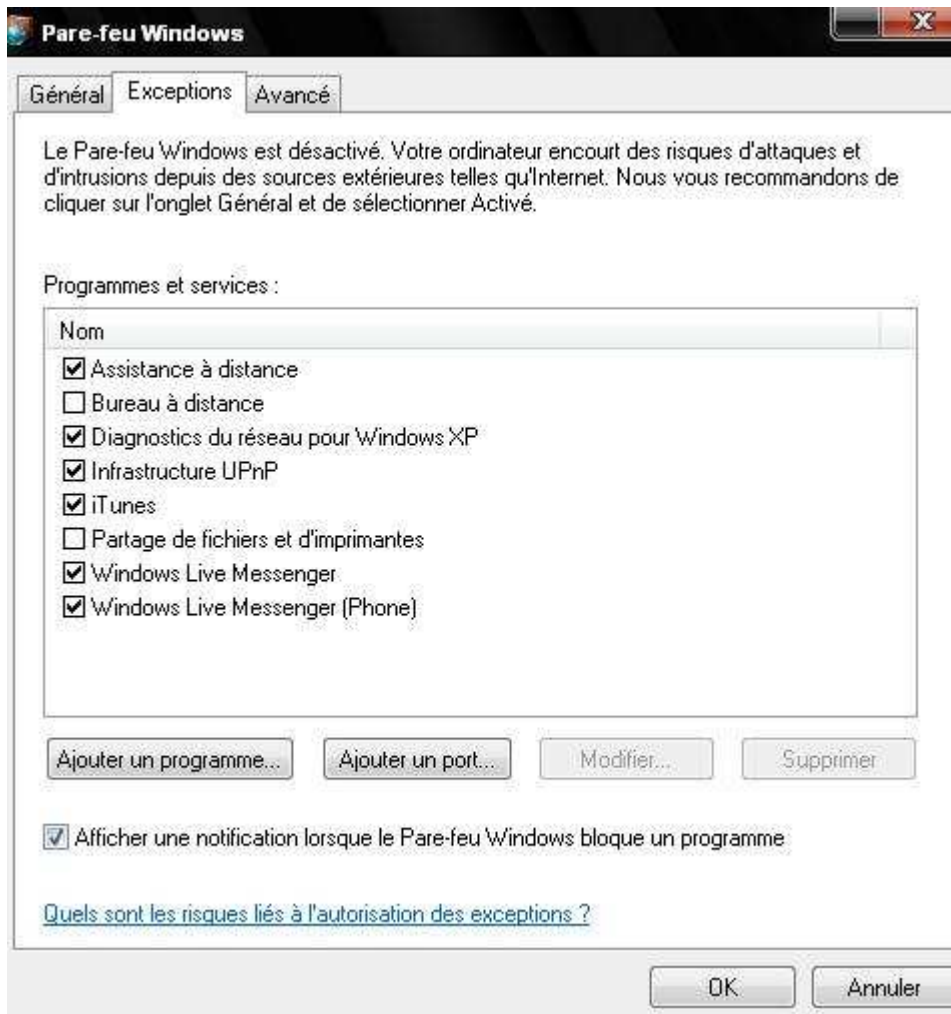 Pare-feu Windows
Général
Exceptions
Avancé
Le Pare-feu Windows est désactivé. Votre ordinateur encourt des risques d'attaques et
d'intrusions depuis des sources extérieures telles qu'Internet. Nous vous recommandons de
cliquer sur l'onglet Général et de sélectionner Activé.
Programmes et services :
Nom
Assistance à distance
Bureau à distance
Diagnostics du réseau pour Windows XP
Infrastructure UPnP
iTunes
Partage de fichiers et d'imprimantes
Windows Live Messenger
Windows Live Messenger (Phone)
Ajouter un programme...
Ajouter un port...
Modifier...
Supprimer
Afficher une notification lorsque le Pare-feu Windows bloque un programme
Quels sont les risques liés à l'autorisation des exceptions ?
OK
Annuler